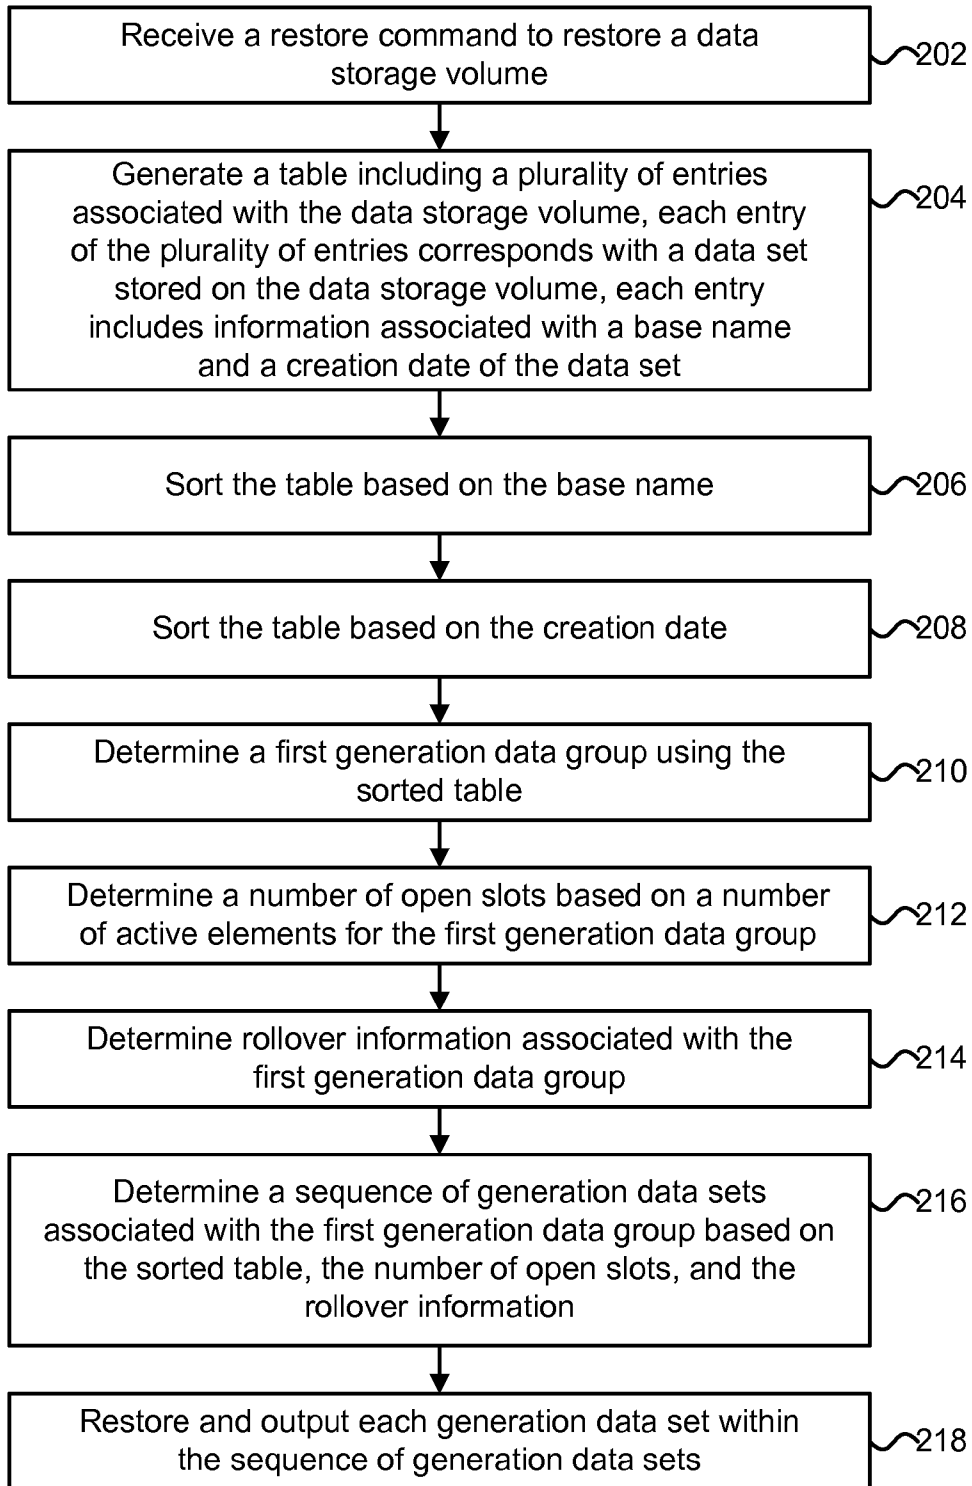 Receive a restore command to restore a data
storage volume
202
Generate a table including a plurality of entries
associated with the data storage volume, each entry
of the plurality of entries corresponds with a data set
stored on the data storage volume, each entry
includes information associated with a base name
and a creation date of the data set
204
Sort the table based on the base name
206
Sort the table based on the creation date
208
Determine a first generation data group using the
sorted table
210
Determine a number of open slots based on a number
of active elements for the first generation data group
212
Determine rollover information associated with the
first generation data group
214
Determine a sequence of generation data sets
associated with the first generation data group based on
the sorted table, the number of open slots, and the
rollover information
216
Restore and output each generation data set within
the sequence of generation data sets
218